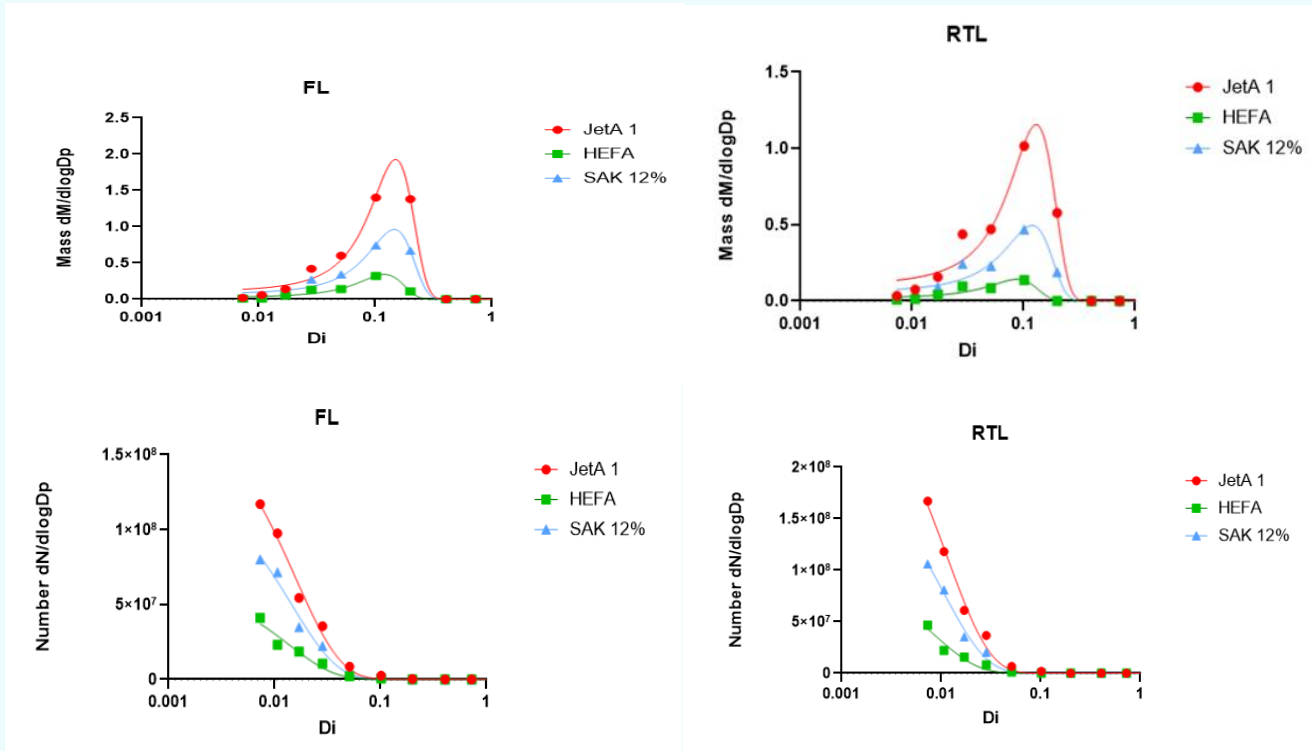 FL
Mass dM/dlogDp
2.5
2.0
1.5
1.0
0.5
0.0
0.001
0.01
0.1
1
Di
JetA 1
HEFA
SAK 12%
RTL
Mass dM/dlogDp
1.5
1.0
0.5
0.0
0.001
0.01
0.1
1
Di
JetA 1
HEFA
SAK 12%
FL
Number dN/dlogDp
1.5×10⁸
1×10⁸
5×10⁷
0
0.001
0.01
0.1
1
Di
JetA 1
HEFA
SAK 12%
RTL
Number dN/dlogDp
2×10⁸
1.5×10⁸
1×10⁸
5×10⁷
0
0.001
0.01
0.1
1
Di
JetA 1
HEFA
SAK 12%